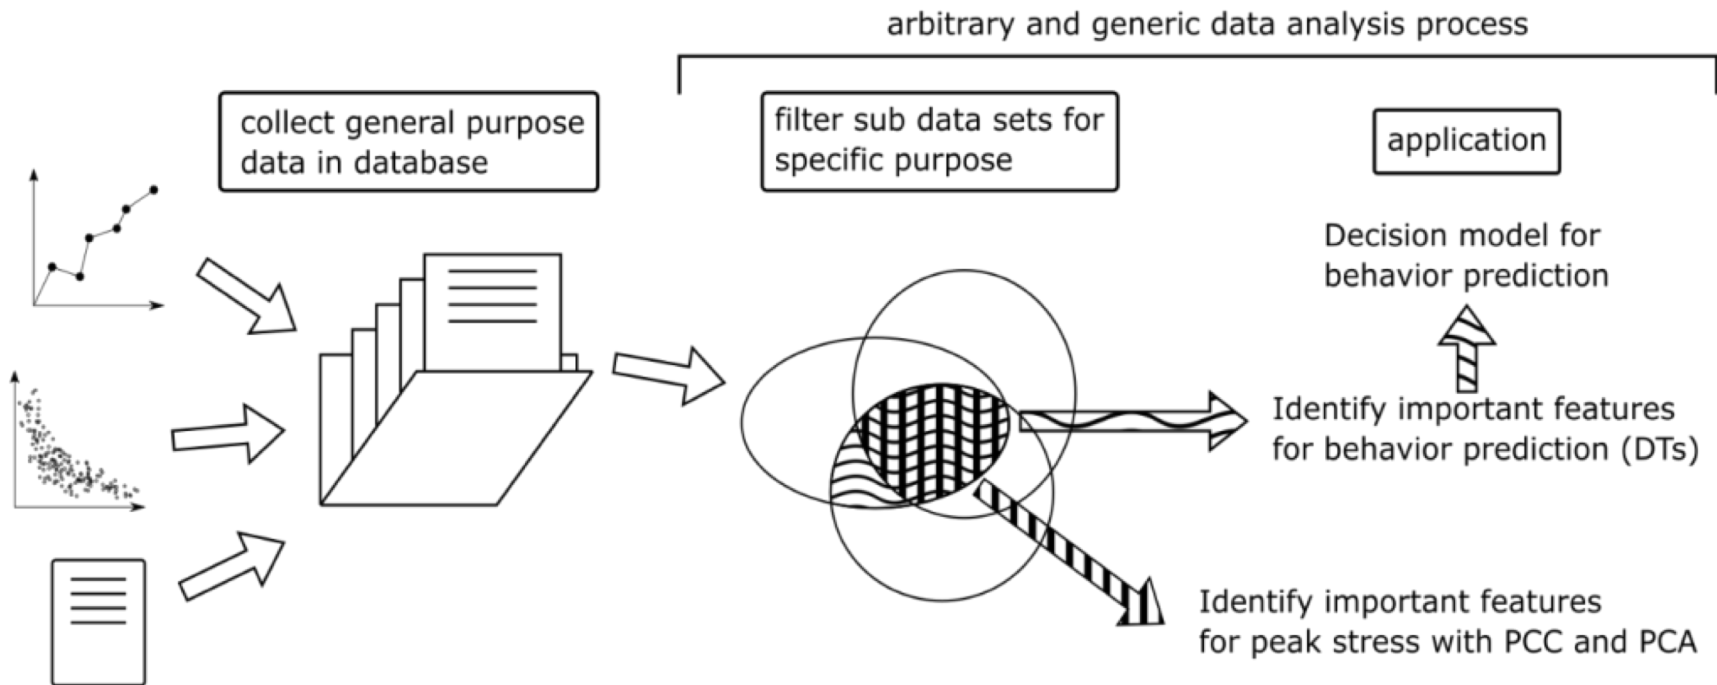 arbitrary and generic data analysis process
collect general purpose
data in database
filter sub data sets for
specific purpose
application
Decision model for
behavior prediction
Identify important features
for behavior prediction (DTs)
Identify important features
for peak stress with PCC and PCA